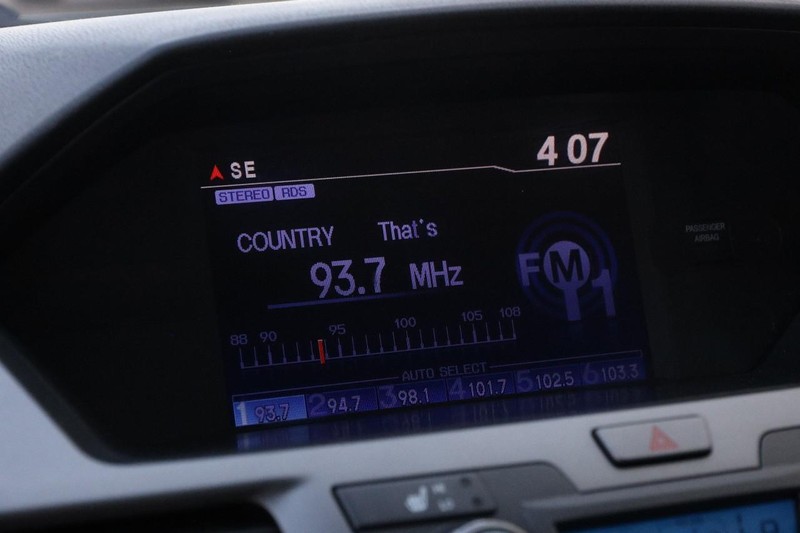 SE 4 07
STEREO RDS
COUNTRY That's
93.7 MHz
FM1
88 90 95 100 105 108
AUTO SELECT
1 93.7 2 94.7 3 98.1 4 101.7 5 102.5 6 103.3
PASSENGER
AIRBAG